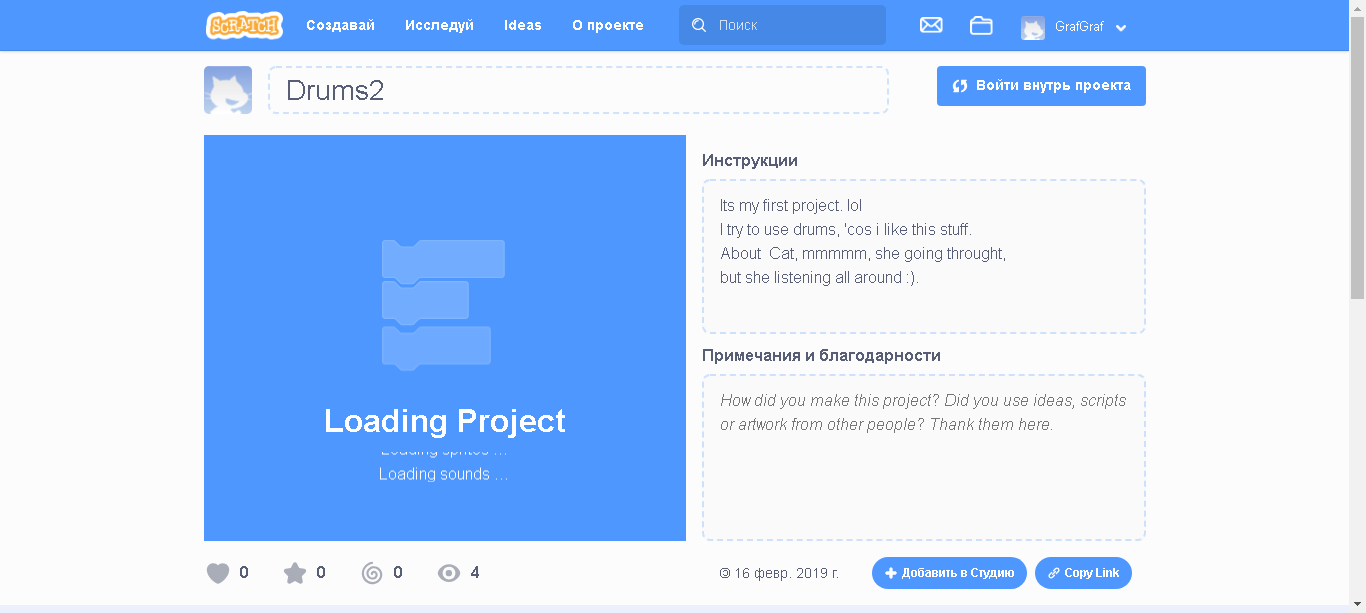 SCRATCH Создавай Исследуй Ideas О проекте Поиск GrafGraf
Drums2
Войти внутрь проекта
Инструкции
Its my first project. lol
I try to use drums, 'cos i like this stuff.
About  Cat, mmmmm, she going throught,
but she listening all around :).
Примечания и благодарности
How did you make this project? Did you use ideas, scripts
or artwork from other people? Thank them here.
Loading Project
Loading sprites ...
Loading sounds ...
0 0 0 4
© 16 февр. 2019 г.
Добавить в Студию
Copy Link